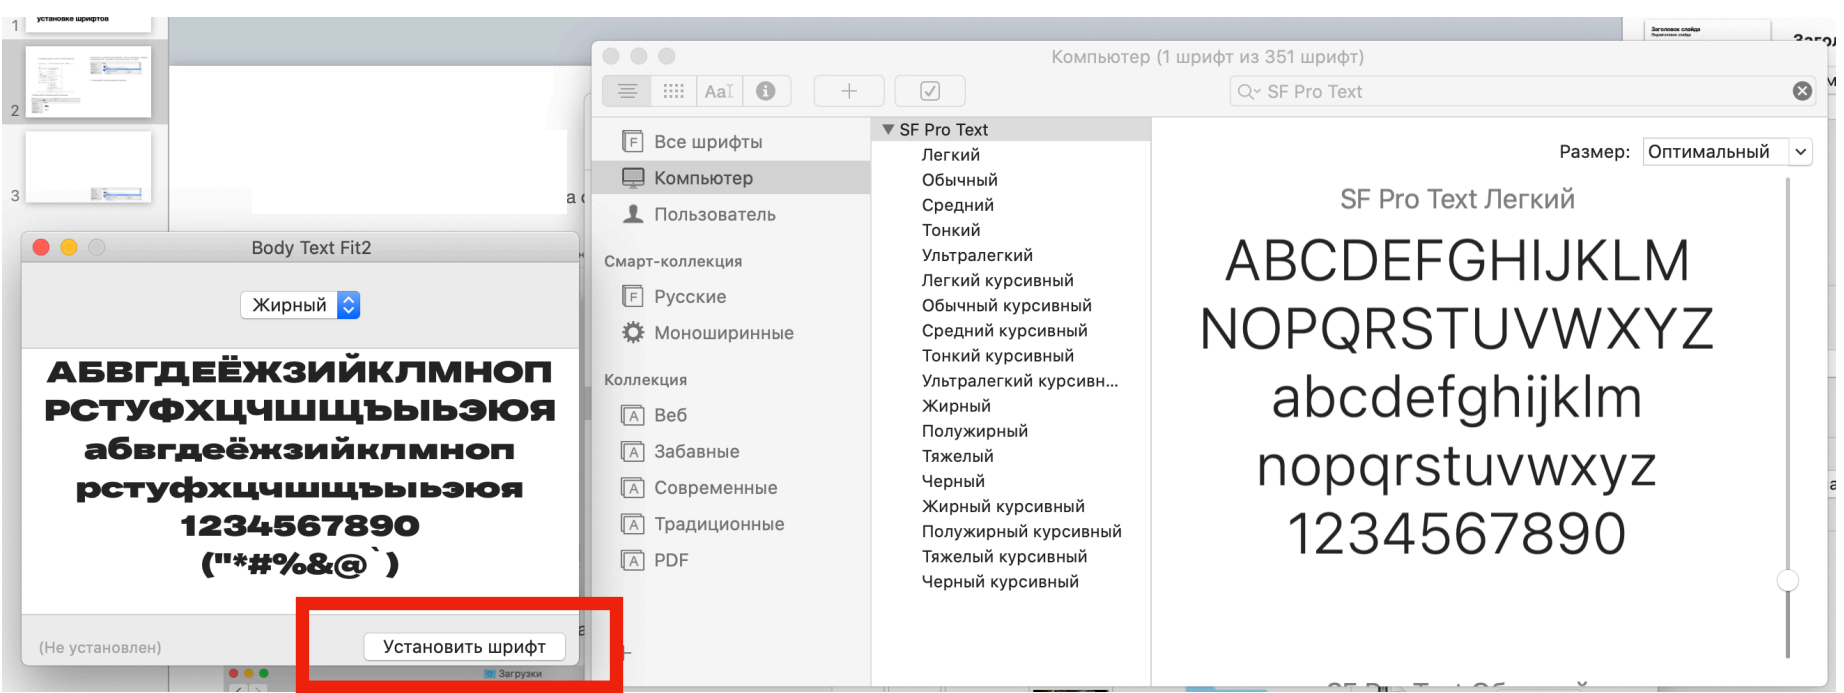 установке шрифтов
1
2
3
Заголовок слайда
Компьютер (1 шрифт из 351 шрифт)
AaI
SF Pro Text
Все шрифты
Компьютер
Пользователь
Смарт-коллекция
Русские
Моноширинные
Коллекция
Веб
Забавные
Современные
Традиционные
PDF
SF Pro Text
Легкий
Обычный
Средний
Тонкий
Ультралегкий
Легкий курсивный
Обычный курсивный
Средний курсивный
Тонкий курсивный
Ультралегкий курсивн...
Жирный
Полужирный
Тяжелый
Черный
Жирный курсивный
Полужирный курсивный
Тяжелый курсивный
Черный курсивный
Размер: Оптимальный
SF Pro Text Легкий
ABCDEFGHIJKLM
NOPQRSTUVWXYZ
abcdefghijklm
nopqrstuvwxyz
1234567890
Body Text Fit2
Жирный
АБВГДЕЁЖЗИЙКЛМНОП
РСТУФХЦЧШЩЪЫЬЭЮЯ
абвгдеёжзийклмноп
рстуфхцчшщъыьэюя
1234567890
("*#%&@`)
(Не установлен)
Установить шрифт
Загрузки